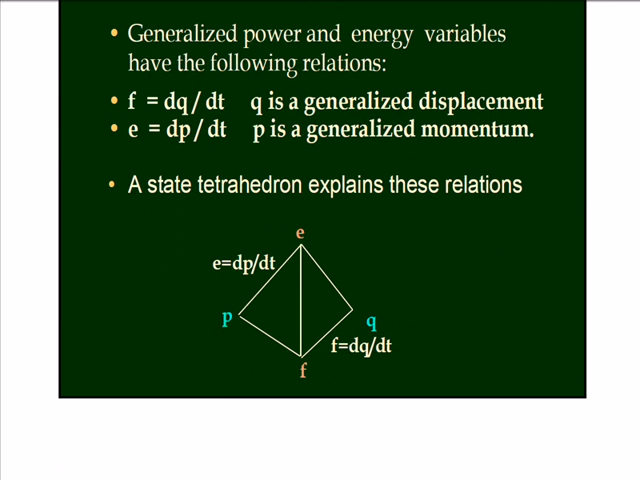 • Generalized power and energy variables
have the following relations:
• f = dq / dt q is a generalized displacement
• e = dp / dt p is a generalized momentum.
• A state tetrahedron explains these relations
e
e=dp/dt
p
q
f=dq/dt
f